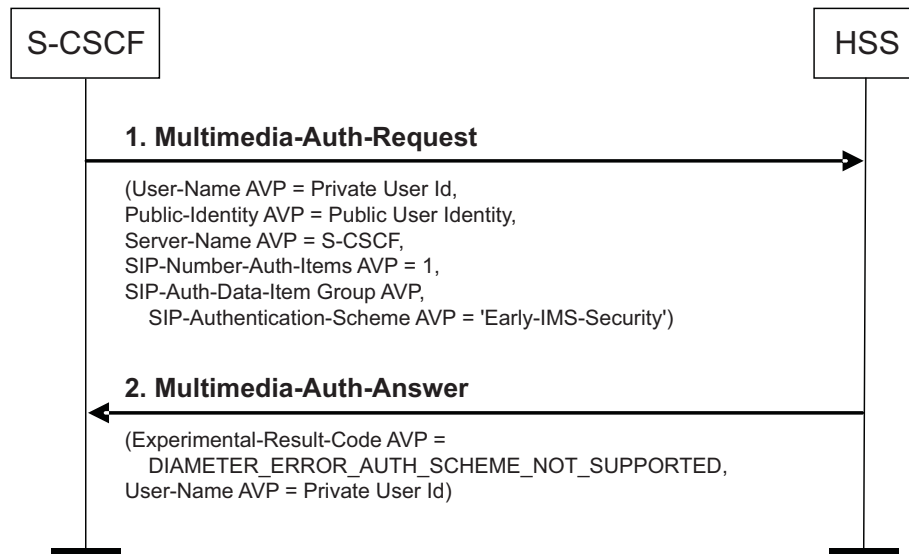 S-CSCF
HSS
1. Multimedia-Auth-Request
(User-Name AVP = Private User Id,
Public-Identity AVP = Public User Identity,
Server-Name AVP = S-CSCF,
SIP-Number-Auth-Items AVP = 1,
SIP-Auth-Data-Item Group AVP,
SIP-Authentication-Scheme AVP = 'Early-IMS-Security')
2. Multimedia-Auth-Answer
(Experimental-Result-Code AVP =
DIAMETER_ERROR_AUTH_SCHEME_NOT_SUPPORTED,
User-Name AVP = Private User Id)